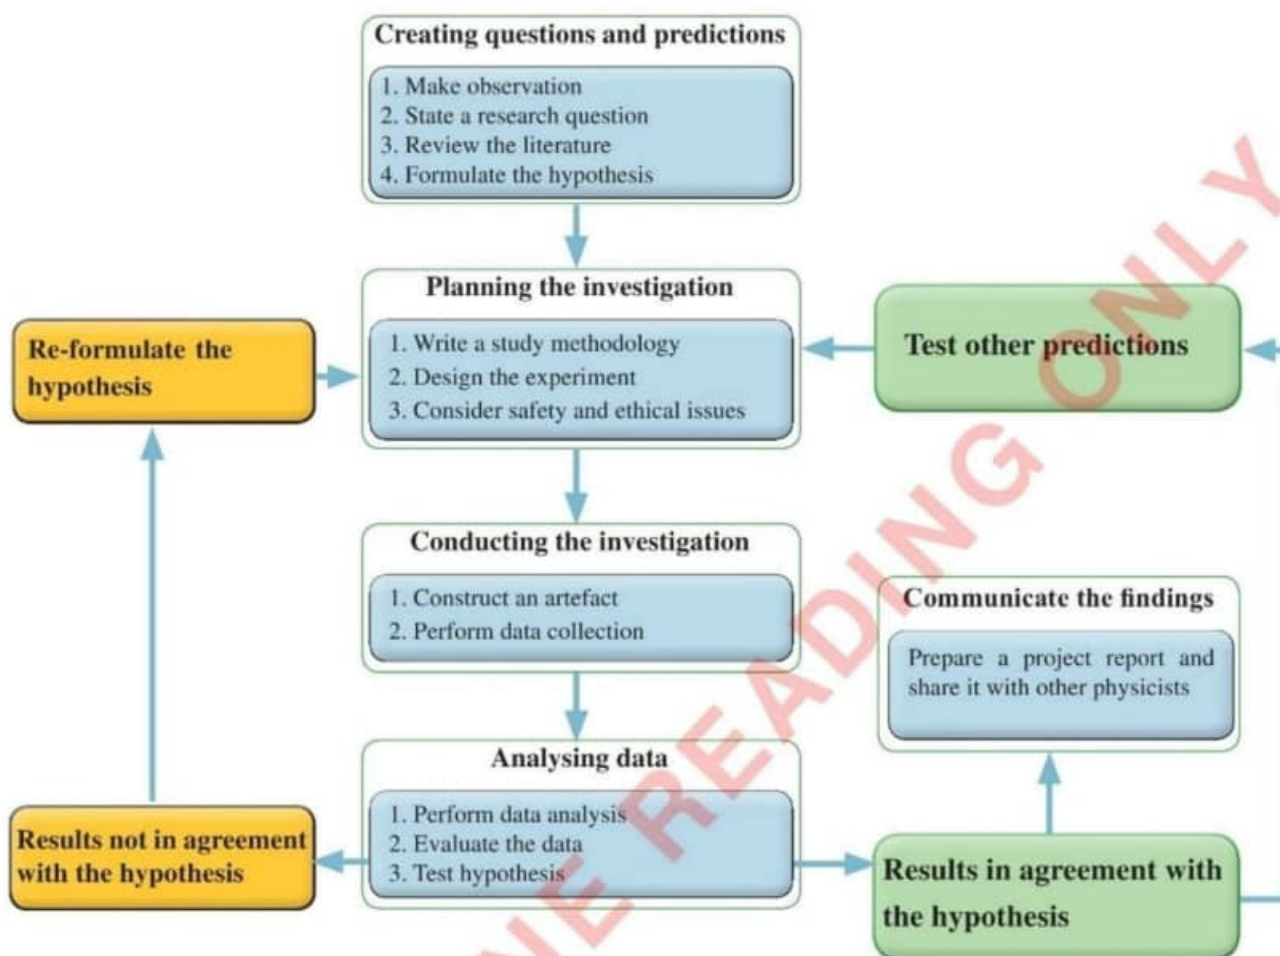 Creating questions and predictions
1. Make observation
2. State a research question
3. Review the literature
4. Formulate the hypothesis
Planning the investigation
1. Write a study methodology
2. Design the experiment
3. Consider safety and ethical issues
Re-formulate the
hypothesis
Test other predictions
Conducting the investigation
1. Construct an artefact
2. Perform data collection
Communicate the findings
Prepare a project report and
share it with other physicists
Analysing data
1. Perform data analysis
2. Evaluate the data
3. Test hypothesis
Results not in agreement
with the hypothesis
Results in agreement with
the hypothesis
NE READING ONLY